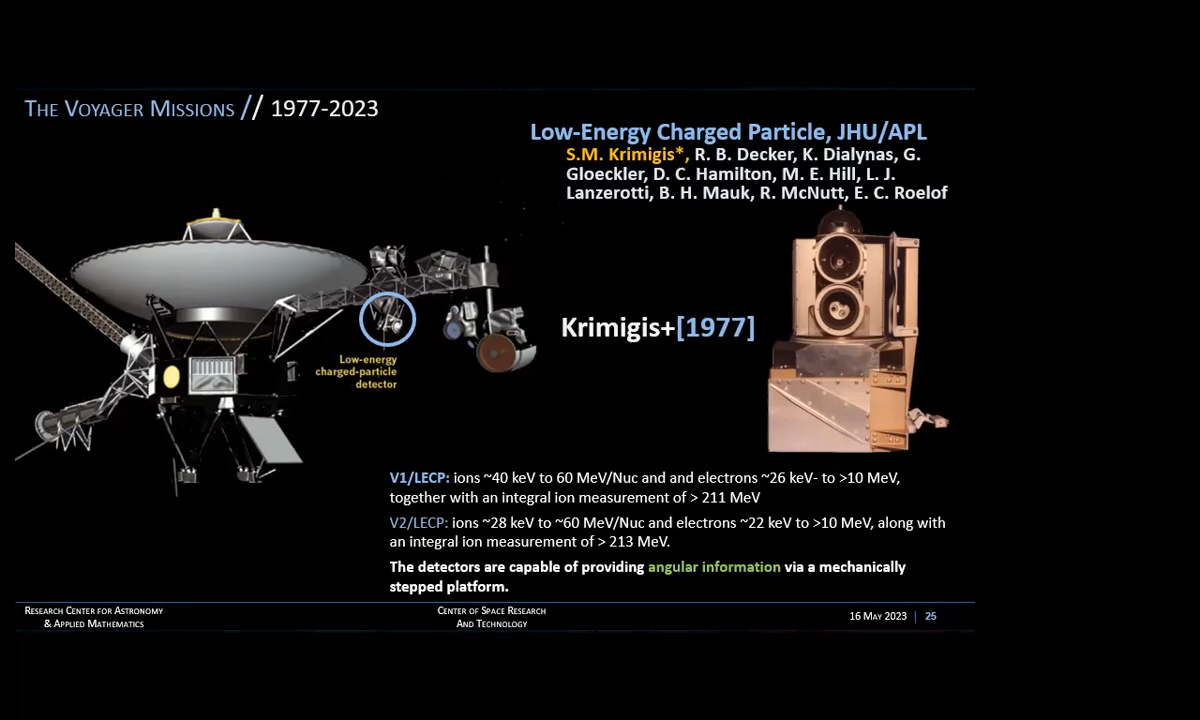 The Voyager Missions // 1977-2023
Low-Energy Charged Particle, JHU/APL
S.M. Krimigis*, R. B. Decker, K. Dialynas, G.
Gloeckler, D. C. Hamilton, M. E. Hill, L. J.
Lanzerotti, B. H. Mauk, R. McNutt, E. C. Roelof
Krimigis+[1977]
Low-energy
charged-particle
detector
V1/LECP: ions ~40 keV to 60 MeV/Nuc and and electrons ~26 keV- to >10 MeV,
together with an integral ion measurement of > 211 MeV
V2/LECP: ions ~28 keV to ~60 MeV/Nuc and electrons ~22 keV to >10 MeV, along with
an integral ion measurement of > 213 MeV.
The detectors are capable of providing angular information via a mechanically
stepped platform.
Research Center for Astronomy
& Applied Mathematics
Center of Space Research
And Technology
16 May 2023 | 25